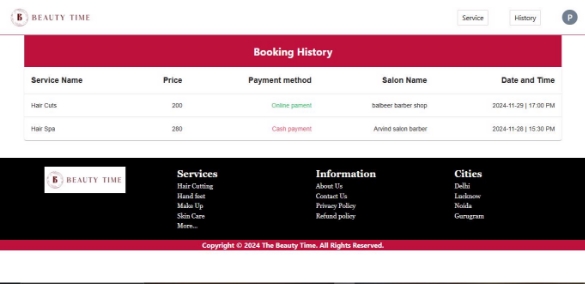 B BEAUTY TIME Service History P
Booking History
Service Name Price Payment method Salon Name Date and Time
Hair Cuts 200 Online pament balbeer barber shop 2024-11-29 | 17:00 PM
Hair Spa 280 Cash payment Arvind salon barber 2024-11-28 | 15:30 PM
B BEAUTY TIME
Services
Hair Cutting
Hand feet
Make Up
Skin Care
More...
Information
About Us
Contact Us
Privacy Policy
Refund policy
Cities
Delhi
Lucknow
Noida
Gurugram
Copyright © 2024 The Beauty Time. All Rights Reserved.